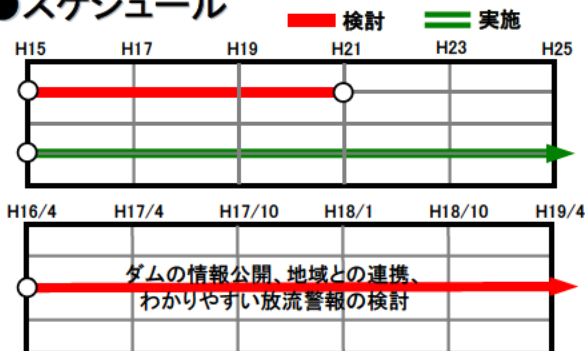 ●スケジュール
検討 実施
H15 H17 H19 H21 H23 H25
H16/4 H17/4 H17/10 H18/1 H18/10 H19/4
ダムの情報公開、地域との連携、
わかりやすい放流警報の検討